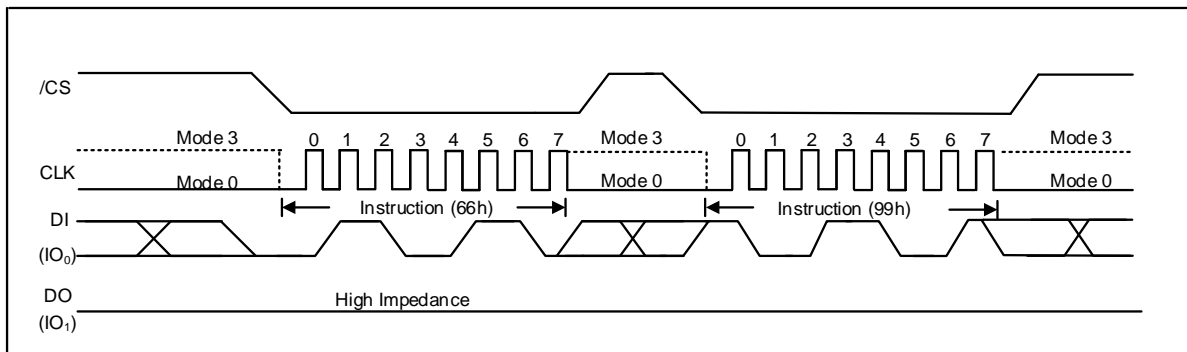 /CS
Mode 3 0 1 2 3 4 5 6 7 Mode 3 0 1 2 3 4 5 6 7 Mode 3
CLK
Mode 0 Mode 0 Mode 0
Instruction (66h) Instruction (99h)
DI
(IO₀)
DO
High Impedance
(IO₁)